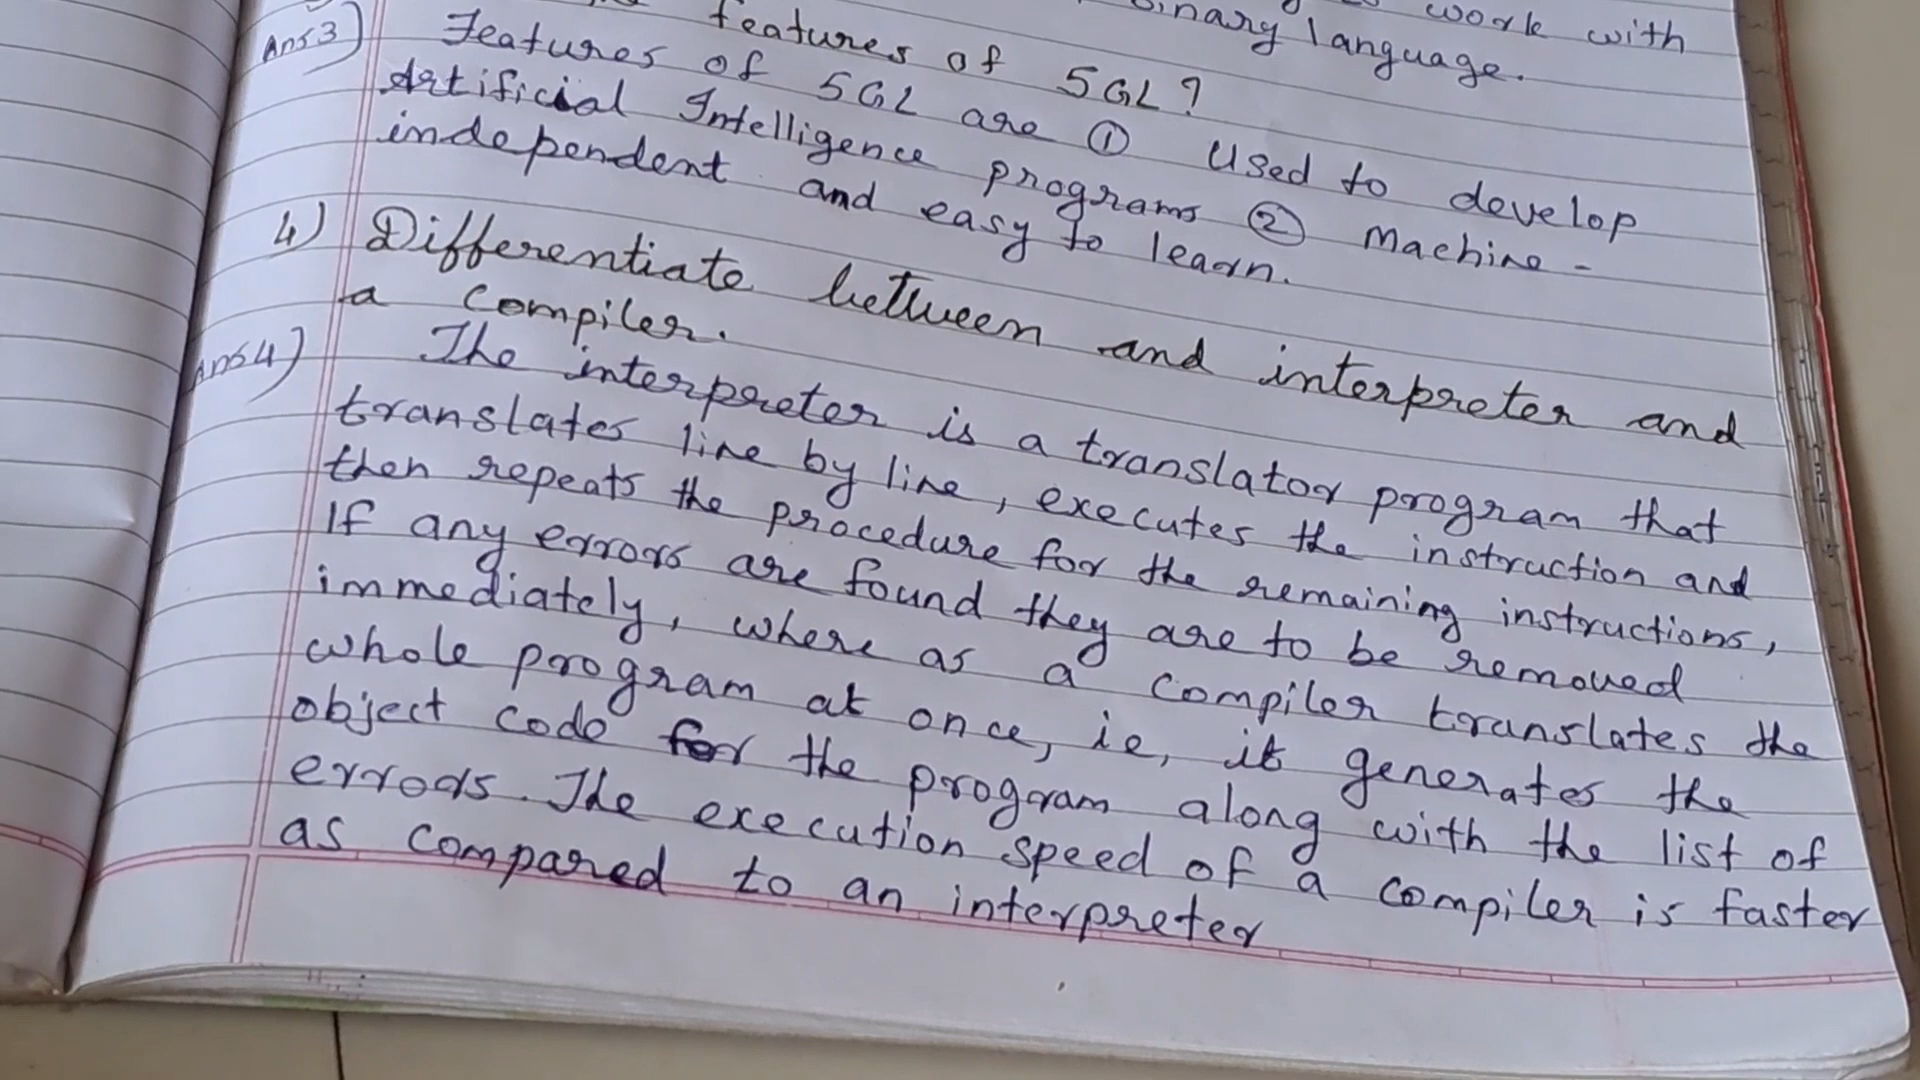 work with
binary language.
features of 5GL?
Ans3) Features of 5GL are ① Used to develop
Artificial Intelligence programs ② Machine-
independent and easy to learn.
4) Differentiate between and interpreter and
a compiler.
Ans4) The interpreter is a translator program that
translates line by line, executes the instruction and
then repeats the procedure for the remaining instructions,
If any errors are found they are to be removed
immediately, where as a compiler translates the
whole program at once, ie, it generates the
object code for the program along with the list of
errors. The execution speed of a compiler is faster
as compared to an interpreter